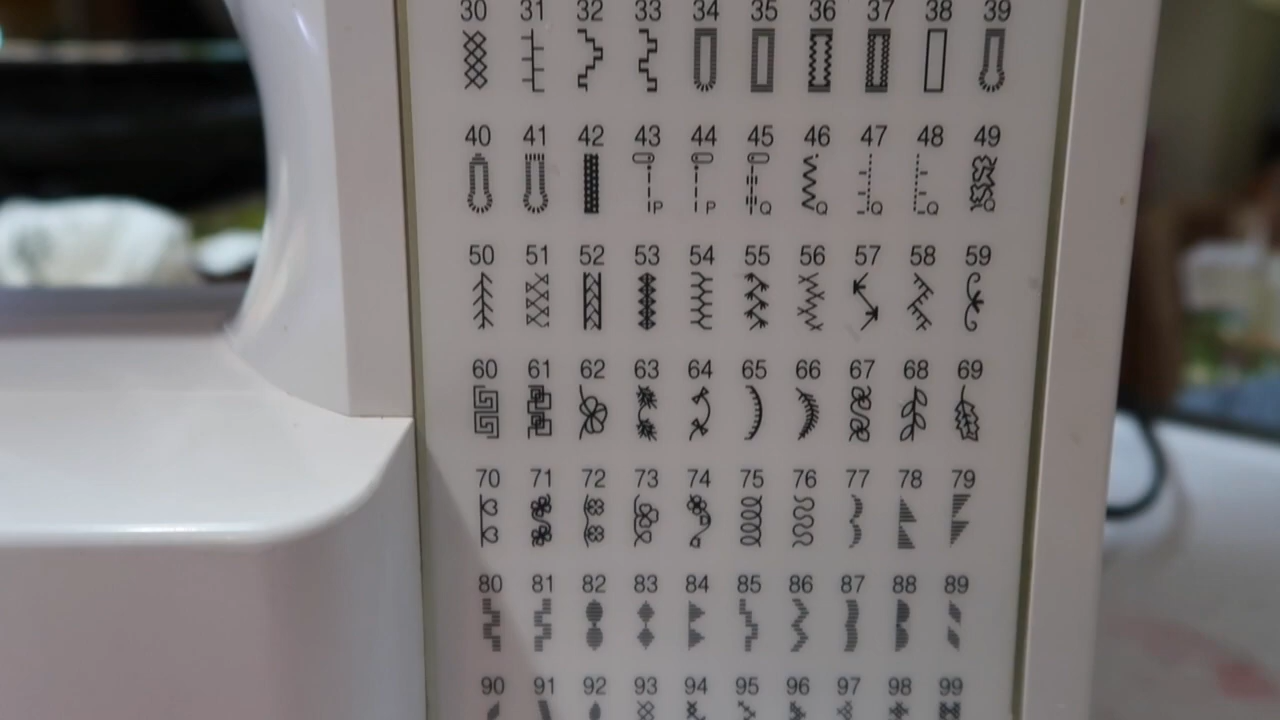 30 31 32 33 34 35 36 37 38 39
40 41 42 43 44 45 46 47 48 49
P P Q Q Q Q Q
50 51 52 53 54 55 56 57 58 59
60 61 62 63 64 65 66 67 68 69
70 71 72 73 74 75 76 77 78 79
80 81 82 83 84 85 86 87 88 89
90 91 92 93 94 95 96 97 98 99